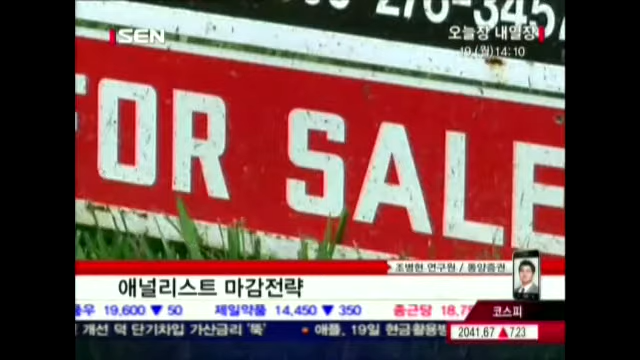 SEN
276-3457
오늘장 내일장
19 (월) 14:10
FOR SALE
조병현 연구원 / 동양증권
애널리스트 마감전략
19,600 ▼ 50 제일약품 14,450 ▼ 350 종근당
코스피
개선 덕 단기차입 가산금리 '뚝' 애플, 19일 현금활용방
2041.67 ▲7.23